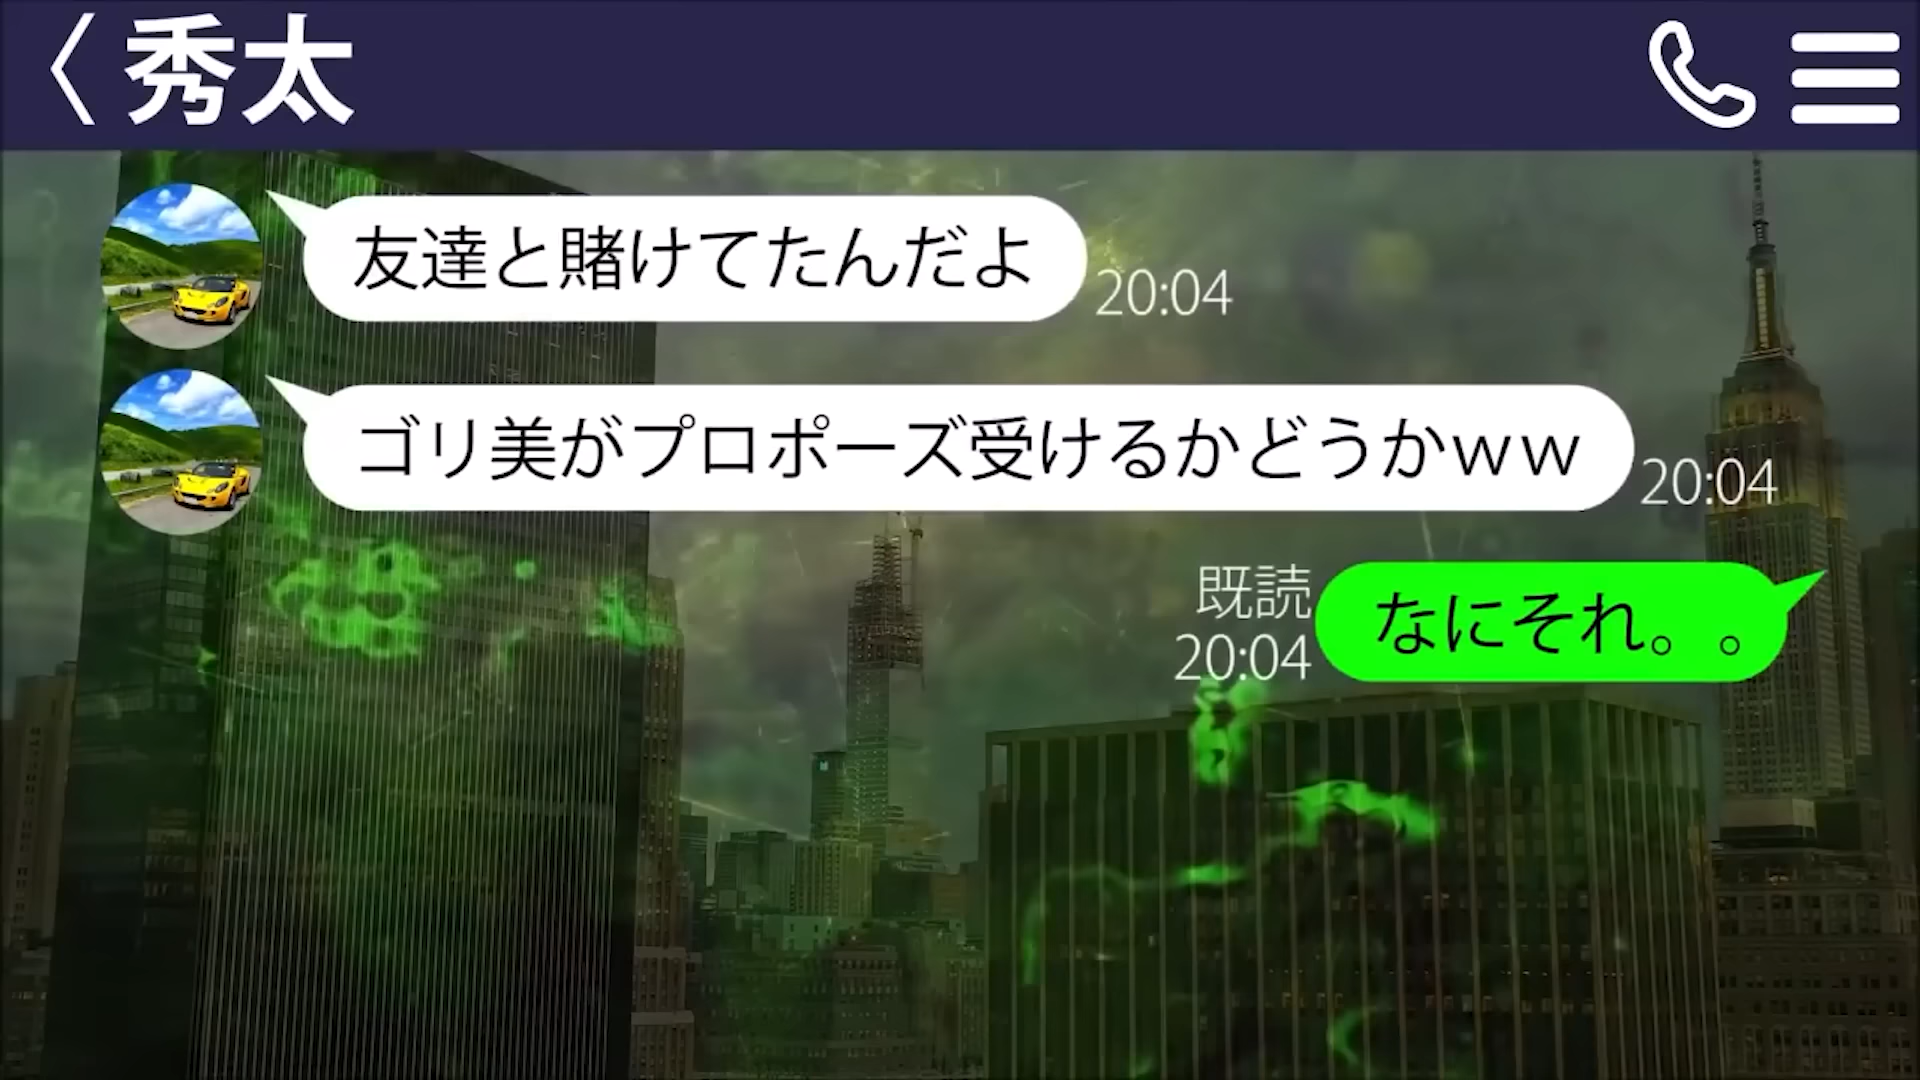 秀太
友達と賭けてたんだよ
20:04
ゴリ美がプロポーズ受けるかどうかｗｗ
20:04
既読
20:04
なにそれ。。